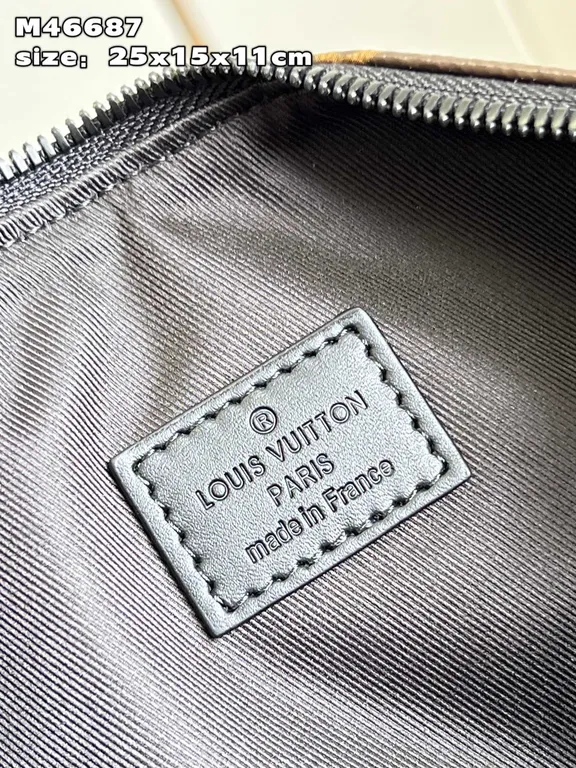 M46687
size：25x15x11cm
®
LOUIS VUITTON
PARIS
made in France